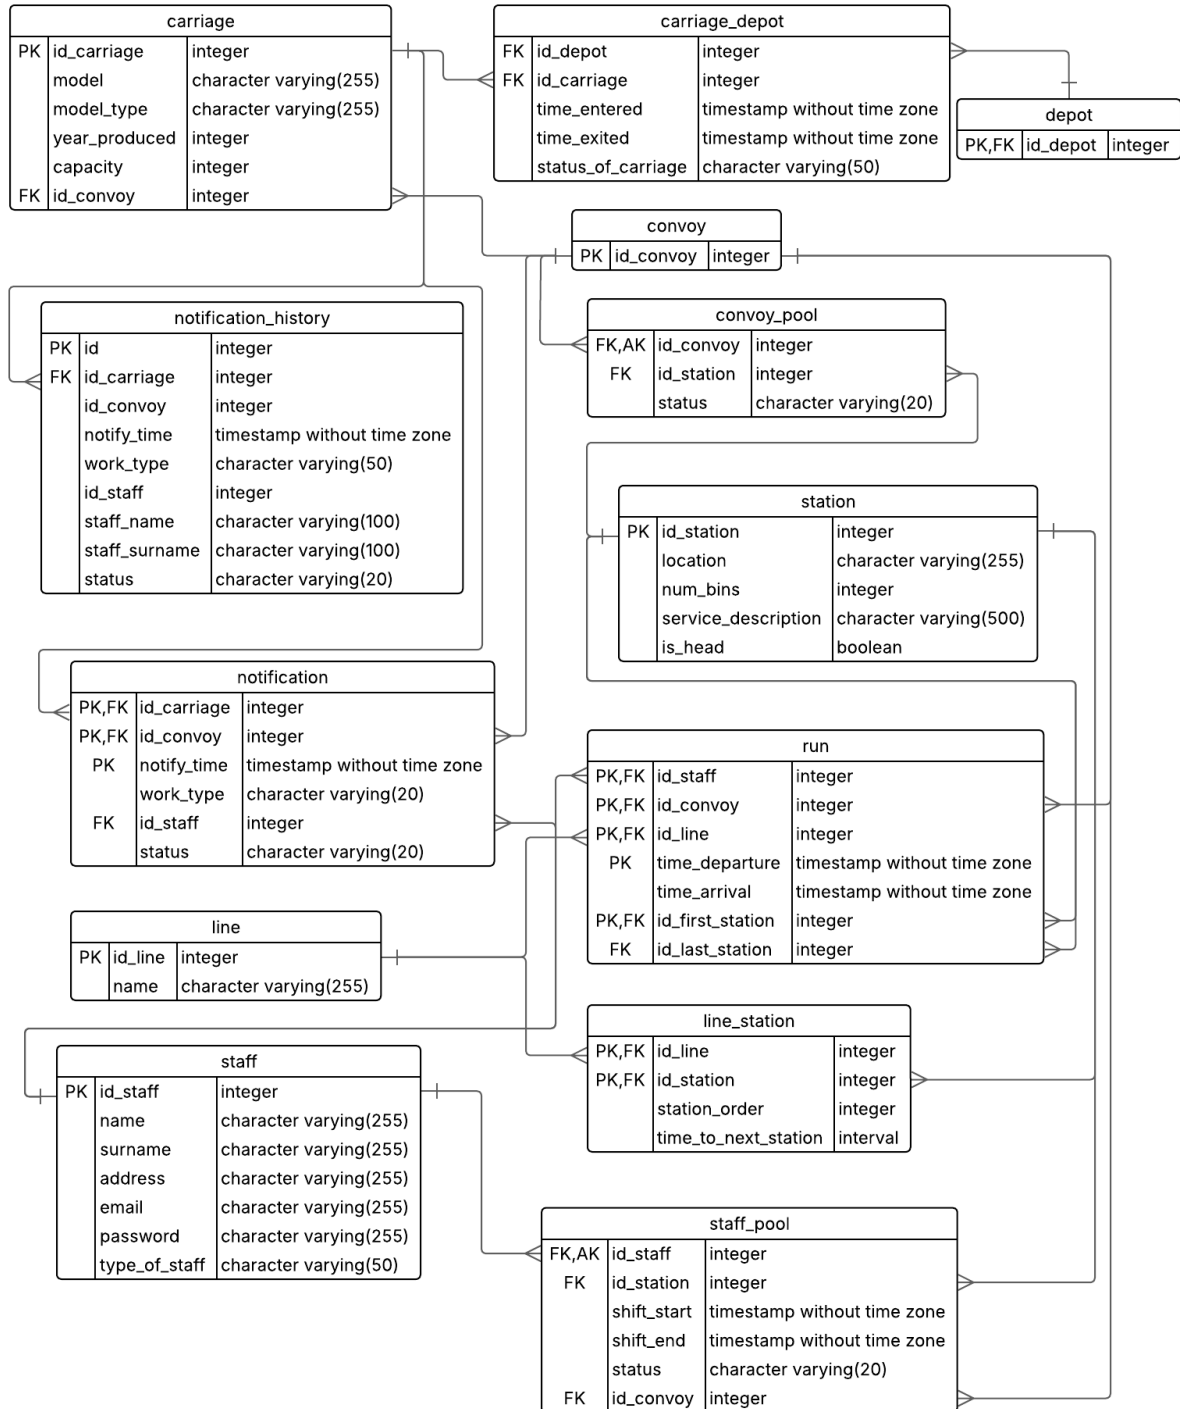 carriage
PK id_carriage integer
model character varying(255)
model_type character varying(255)
year_produced integer
capacity integer
FK id_convoy integer
carriage_depot
FK id_depot integer
FK id_carriage integer
time_entered timestamp without time zone
time_exited timestamp without time zone
status_of_carriage character varying(50)
depot
PK,FK id_depot integer
convoy
PK id_convoy integer
notification_history
PK id integer
FK id_carriage integer
id_convoy integer
notify_time timestamp without time zone
work_type character varying(50)
id_staff integer
staff_name character varying(100)
staff_surname character varying(100)
status character varying(20)
convoy_pool
FK,AK id_convoy integer
FK id_station integer
status character varying(20)
station
PK id_station integer
location character varying(255)
num_bins integer
service_description character varying(500)
is_head boolean
notification
PK,FK id_carriage integer
PK,FK id_convoy integer
PK notify_time timestamp without time zone
work_type character varying(20)
FK id_staff integer
status character varying(20)
run
PK,FK id_staff integer
PK,FK id_convoy integer
PK,FK id_line integer
PK time_departure timestamp without time zone
time_arrival timestamp without time zone
PK,FK id_first_station integer
FK id_last_station integer
line
PK id_line integer
name character varying(255)
line_station
PK,FK id_line integer
PK,FK id_station integer
station_order integer
time_to_next_station interval
staff
PK id_staff integer
name character varying(255)
surname character varying(255)
address character varying(255)
email character varying(255)
password character varying(255)
type_of_staff character varying(50)
staff_pool
FK,AK id_staff integer
FK id_station integer
shift_start timestamp without time zone
shift_end timestamp without time zone
status character varying(20)
FK id_convoy integer